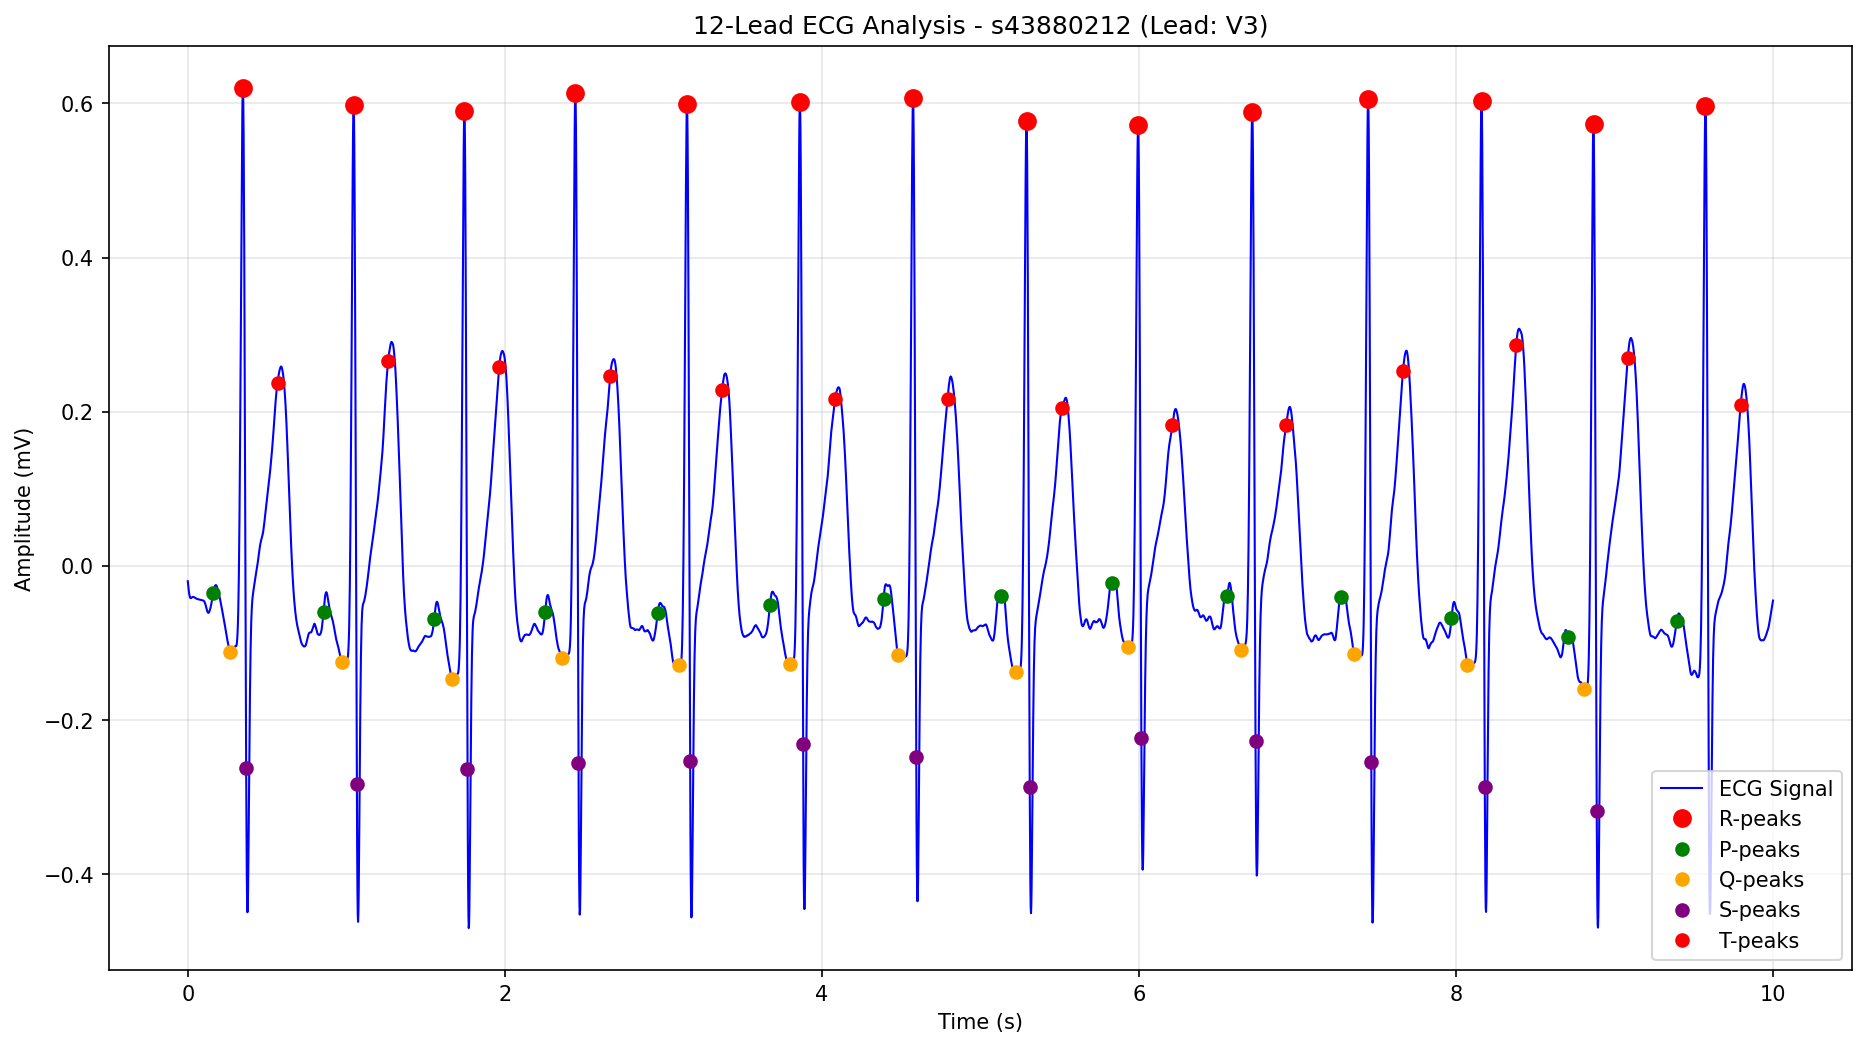 12-Lead ECG Analysis - s43880212 (Lead: V3)
Amplitude (mV)
0.6
0.4
0.2
0.0
−0.2
−0.4
0 2 4 6 8 10
Time (s)
ECG Signal
R-peaks
P-peaks
Q-peaks
S-peaks
T-peaks